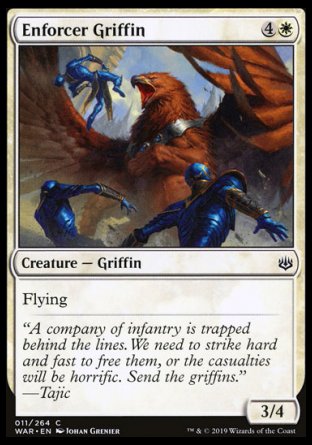 Enforcer Griffin 4
Creature — Griffin
Flying
“A company of infantry is trapped
behind the lines. We need to strike hard
and fast to free them, or the casualties
will be horrific. Send the griffins.”
—Tajic
3/4
011/264 C
WAR • EN Johan Grenier
™ & © 2019 Wizards of the Coast